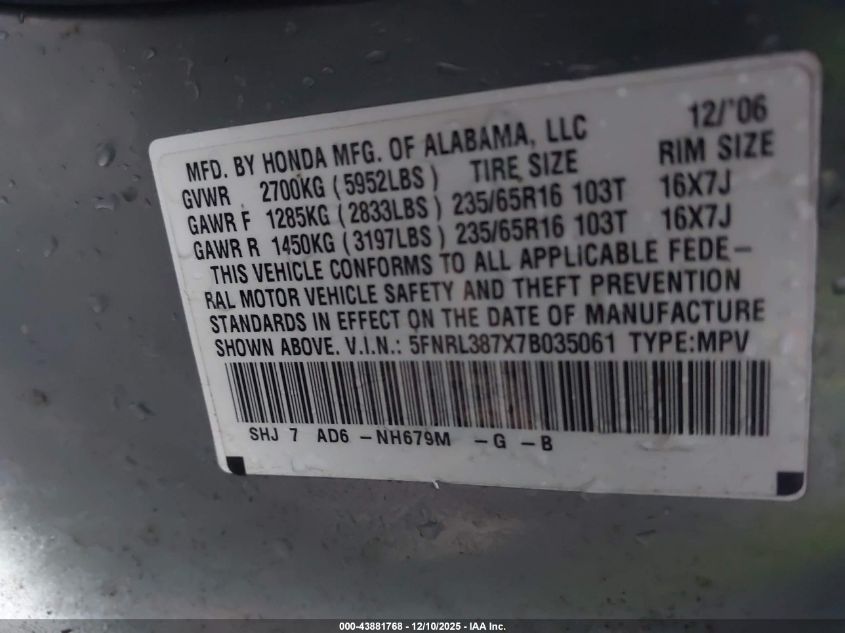 12/'06
MFD. BY HONDA MFG. OF ALABAMA, LLC
GVWR 2700KG (5952LBS) TIRE SIZE RIM SIZE
GAWR F 1285KG (2833LBS) 235/65R16 103T 16X7J
GAWR R 1450KG (3197LBS) 235/65R16 103T 16X7J
THIS VEHICLE CONFORMS TO ALL APPLICABLE FEDE-
RAL MOTOR VEHICLE SAFETY AND THEFT PREVENTION
STANDARDS IN EFFECT ON THE DATE OF MANUFACTURE
SHOWN ABOVE. V.I.N.: 5FNRL387X7B035061 TYPE:MPV
SHJ 7 AD6 -NH679M -G -B
000-43881768 - 12/10/2025 - IAA Inc.